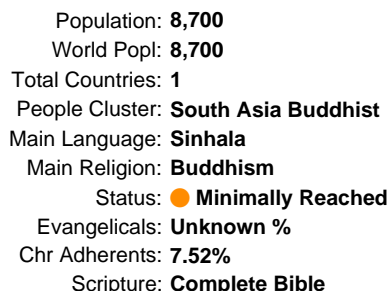 Population: 8,700
World Popl: 8,700
Total Countries: 1
People Cluster: South Asia Buddhist
Main Language: Sinhala
Main Religion: Buddhism
Status: Minimally Reached
Evangelicals: Unknown %
Chr Adherents: 7.52%
Scripture: Complete Bible